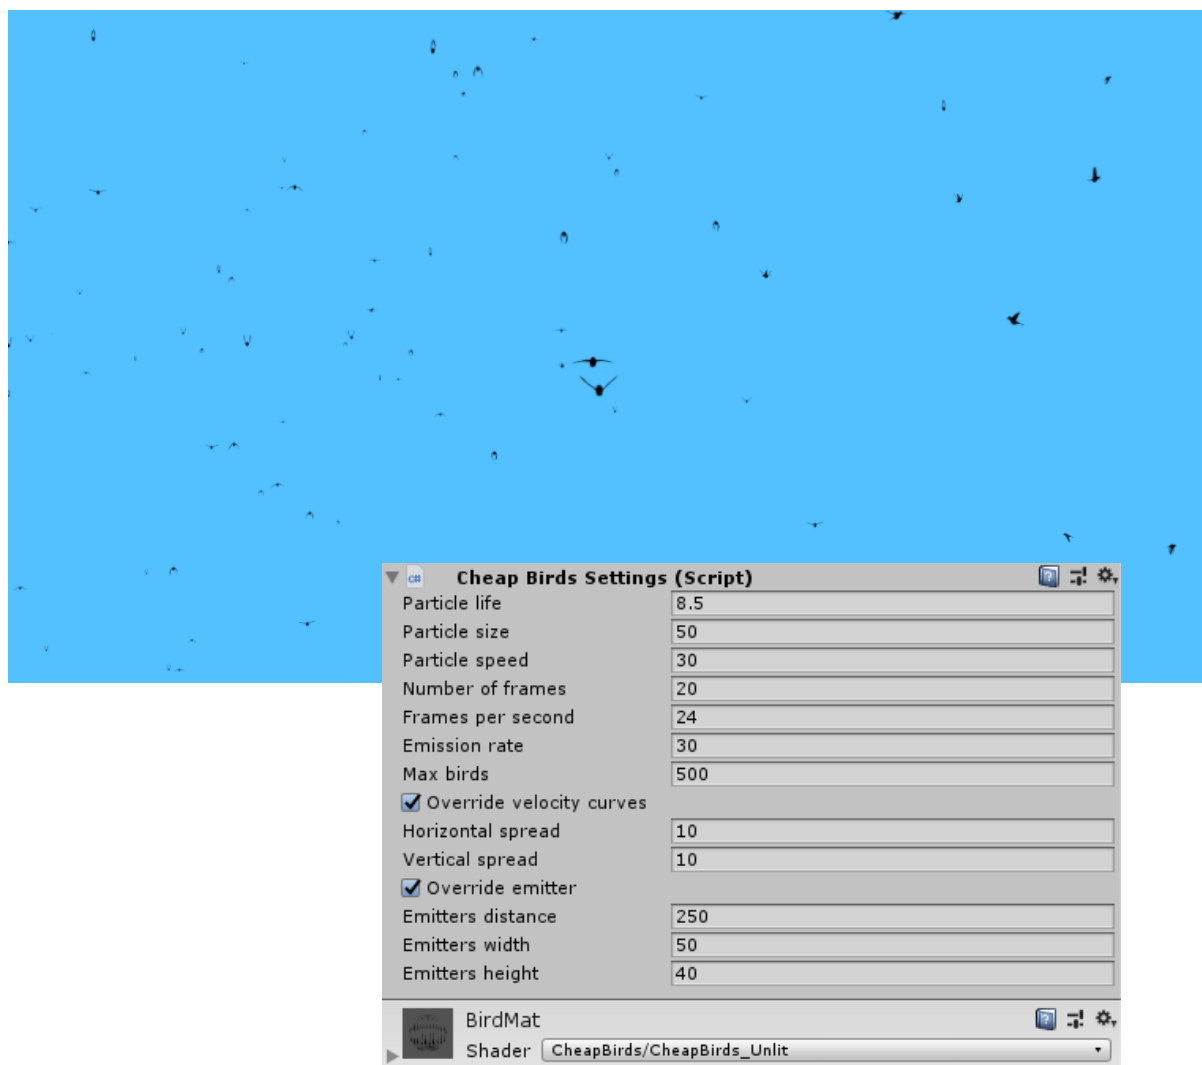 c#
Cheap Birds Settings (Script)
Particle life 8.5
Particle size 50
Particle speed 30
Number of frames 20
Frames per second 24
Emission rate 30
Max birds 500
Override velocity curves
Horizontal spread 10
Vertical spread 10
Override emitter
Emitters distance 250
Emitters width 50
Emitters height 40
BirdMat
Shader CheapBirds/CheapBirds_Unlit